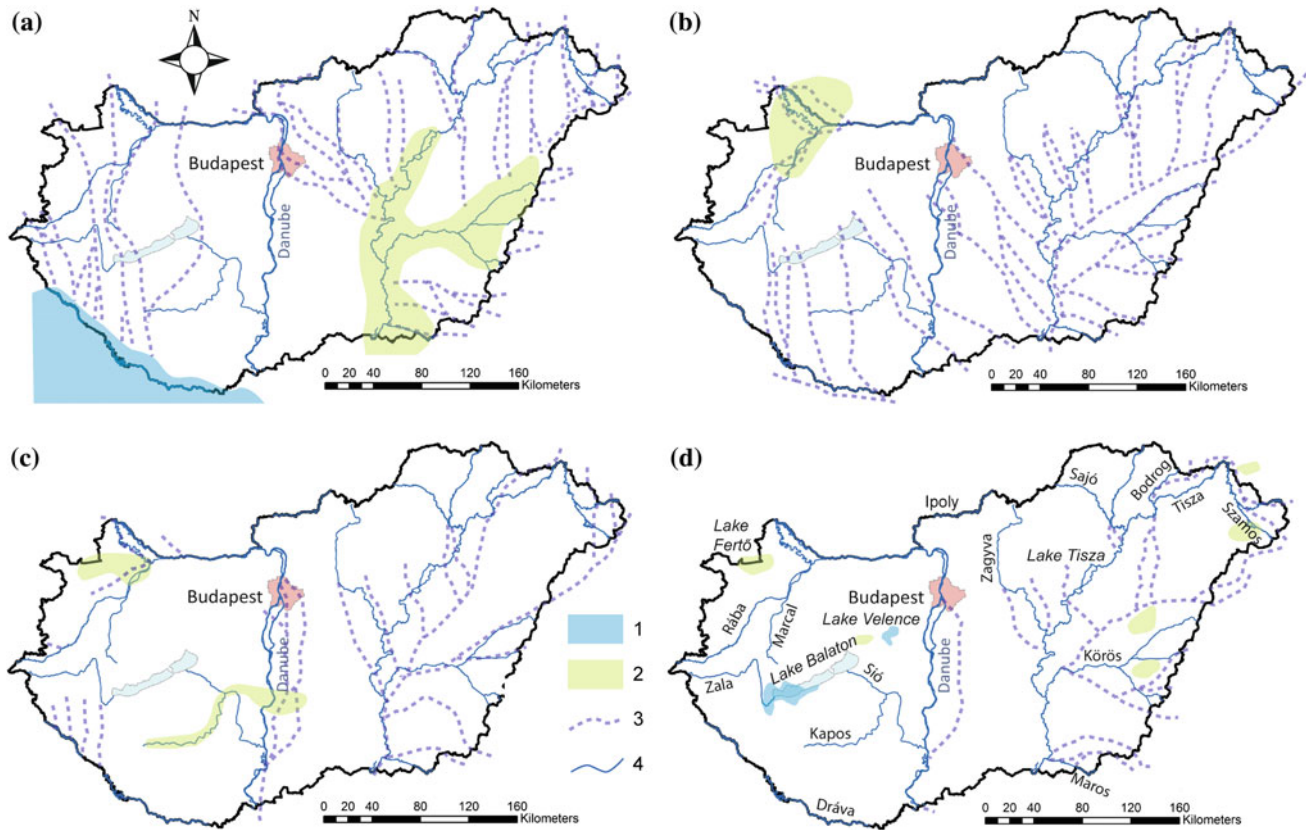 (a)
N
Budapest
Danube
0 20 40 80 120 160
Kilometers
(b)
Budapest
Danube
0 20 40 80 120 160
Kilometers
(c)
Budapest
Danube
1
2
3
4
0 20 40 80 120 160
Kilometers
(d)
Sajó
Bodrog
Ipoly
Tisza
Szamos
Lake
Fertő
Zagyva
Lake Tisza
Budapest
Rába
Marcal
Lake Velence
Lake Balaton
Danube
Sió
Körös
Zala
Kapos
Maros
Dráva
0 20 40 80 120 160
Kilometers